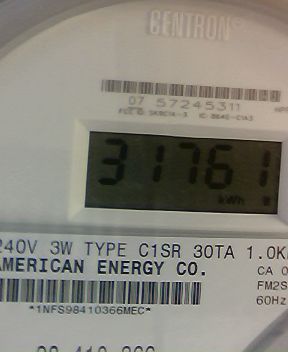 CENTRON®
07 57245311
31761
kWh
240V 3W TYPE C1SR 30TA 1.0K
AMERICAN ENERGY CO.
CA
FM2S
60Hz
*1NFS98410366MEC*